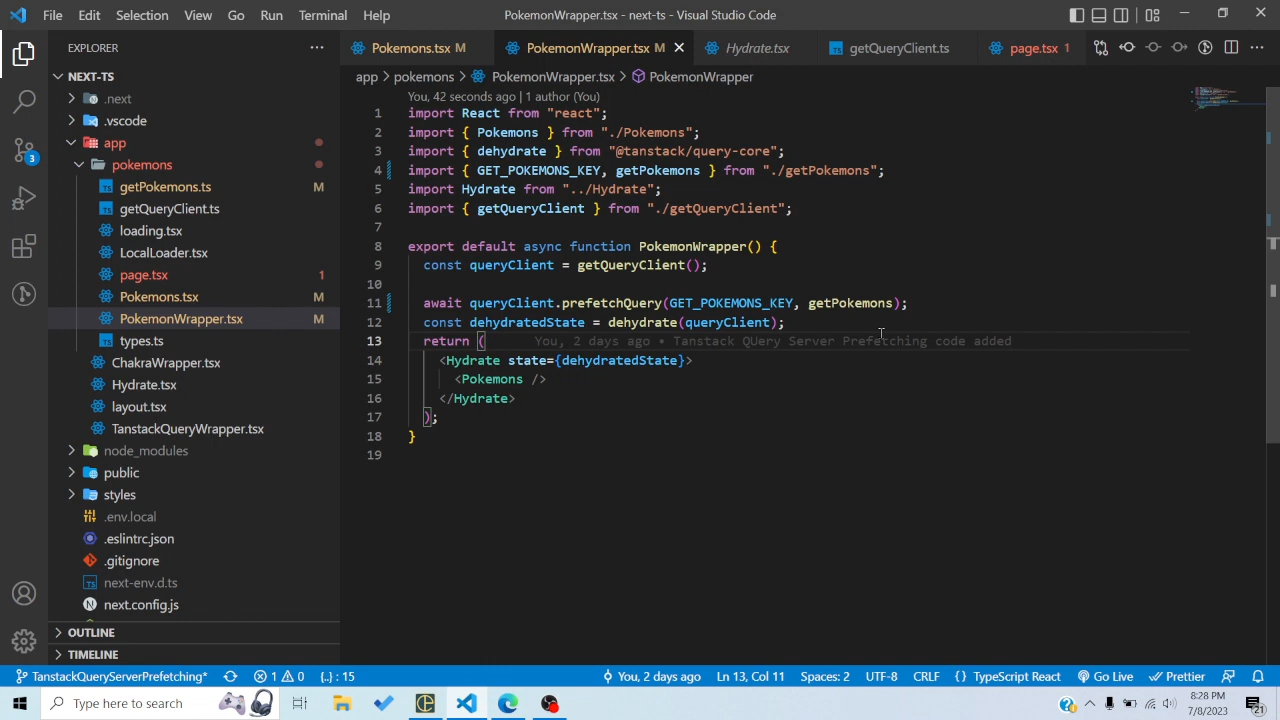 File Edit Selection View Go Run Terminal Help PokemonWrapper.tsx - next-ts - Visual Studio Code
EXPLORER
NEXT-TS
.next
.vscode
app
pokemons
getPokemons.ts M
getQueryClient.ts
loading.tsx
LocalLoader.tsx
page.tsx 1
Pokemons.tsx M
PokemonWrapper.tsx M
types.ts
ChakraWrapper.tsx
Hydrate.tsx
layout.tsx
TanstackQueryWrapper.tsx
node_modules
public
styles
.env.local
.eslintrc.json
.gitignore
next-env.d.ts
next.config.js
OUTLINE
TIMELINE
3
Pokemons.tsx M PokemonWrapper.tsx M Hydrate.tsx getQueryClient.ts page.tsx 1
app > pokemons > PokemonWrapper.tsx > PokemonWrapper
You, 42 seconds ago | 1 author (You)
1 import React from "react";
2 import { Pokemons } from "./Pokemons";
3 import { dehydrate } from "@tanstack/query-core";
4 import { GET_POKEMONS_KEY, getPokemons } from "./getPokemons";
5 import Hydrate from "../Hydrate";
6 import { getQueryClient } from "./getQueryClient";
7
8 export default async function PokemonWrapper() {
9 const queryClient = getQueryClient();
10
11 await queryClient.prefetchQuery(GET_POKEMONS_KEY, getPokemons);
12 const dehydratedState = dehydrate(queryClient);
13 return ( You, 2 days ago • Tanstack QUery Server Prefetching code added
14 <Hydrate state={dehydratedState}>
15 <Pokemons />
16 </Hydrate>
17 );
18 }
19
TanstackQueryServerPrefetching* 1 0 {..} : 15 You, 2 days ago Ln 13, Col 11 Spaces: 2 UTF-8 CRLF {} TypeScript React Go Live Prettier
Type here to search
8:28 PM
7/8/2023
21